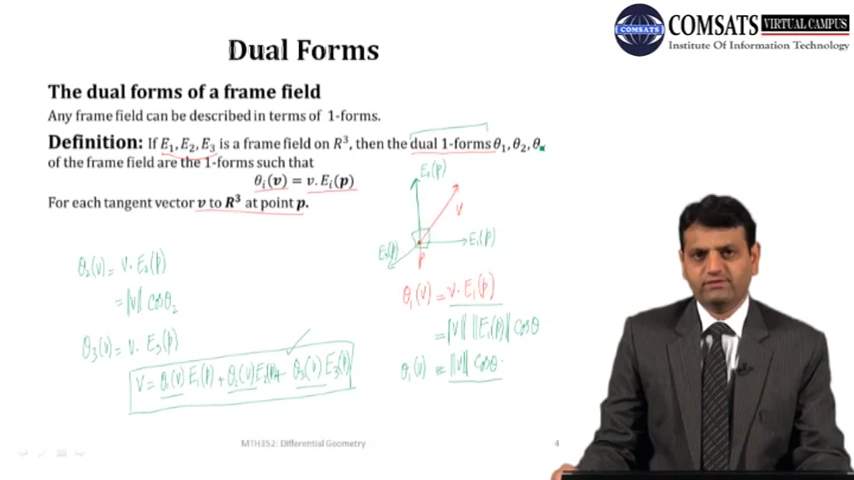 Dual Forms
COMSATS VIRTUAL CAMPUS
Institute Of Information Technology
COMSATS
The dual forms of a frame field
Any frame field can be described in terms of 1-forms.
Definition: If E₁, E₂, E₃ is a frame field on R³, then the dual 1-forms θ₁, θ₂, θ
of the frame field are the 1-forms such that
θᵢ(v) = v. Eᵢ(p)
For each tangent vector v to R³ at point p.
E₂(p)
V
E₃(p)
E₁(p)
P
θ₂(V) = V· E₂(p)
= ||V|| cosθ₂
θ₃(V) = V· E₃(p)
V = θ₁(V) E₁(p) + θ₂(V) E₂(p) + θ₃(V) E₃(p)
θ₁(V) = V· E₁(p)
= ||V|| ||E₁(p)|| cosθ
θ₁(V) = ||V|| cosθ
MTH352: Differential Geometry
4